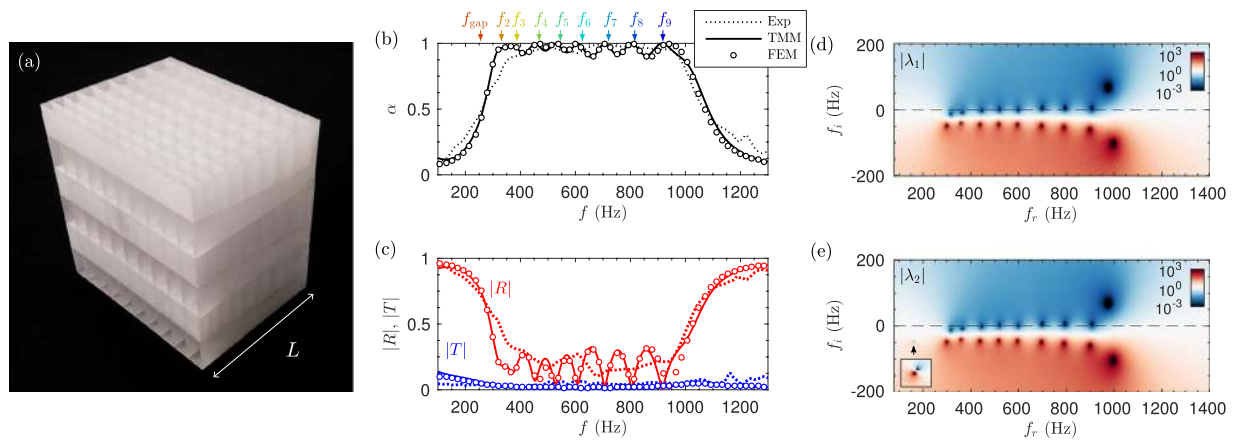 (a)
L
f_gap f_2 f_3 f_4 f_5 f_6 f_7 f_8 f_9
(b)
Exp
TMM
FEM
1
0.5
0
α
200 400 600 800 1000 1200
f (Hz)
(c)
1
0.5
0
|R|, |T|
|R|
|T|
200 400 600 800 1000 1200
f (Hz)
(d)
|λ_1|
10^3
10^0
10^-3
200
0
-200
f_i (Hz)
200 400 600 800 1000 1200 1400
f_r (Hz)
(e)
|λ_2|
10^3
10^0
10^-3
200
0
-200
f_i (Hz)
200 400 600 800 1000 1200 1400
f_r (Hz)